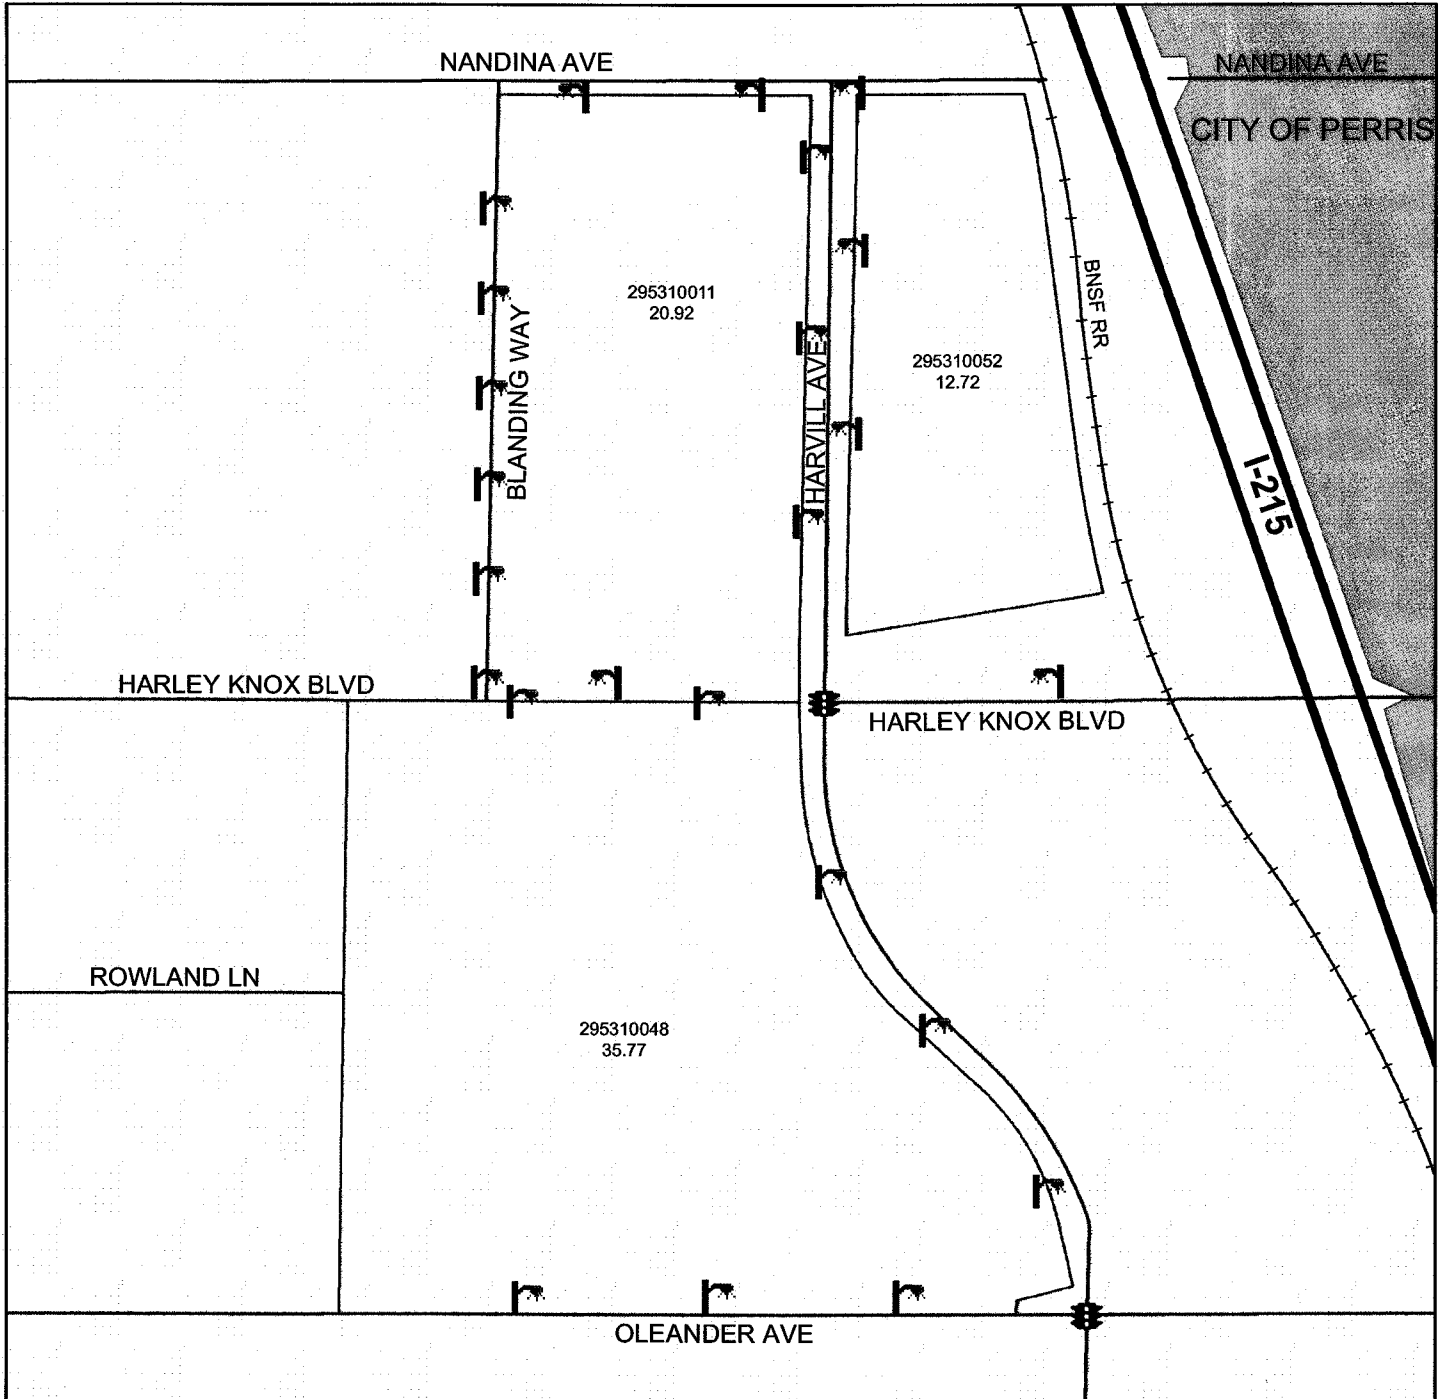 NANDINA AVE
NANDINA AVE
CITY OF PERRIS
295310011
20.92
BLANDING WAY
HARVILL AVE
295310052
12.72
BNSF RR
I-215
HARLEY KNOX BLVD
HARLEY KNOX BLVD
ROWLAND LN
295310048
35.77
OLEANDER AVE